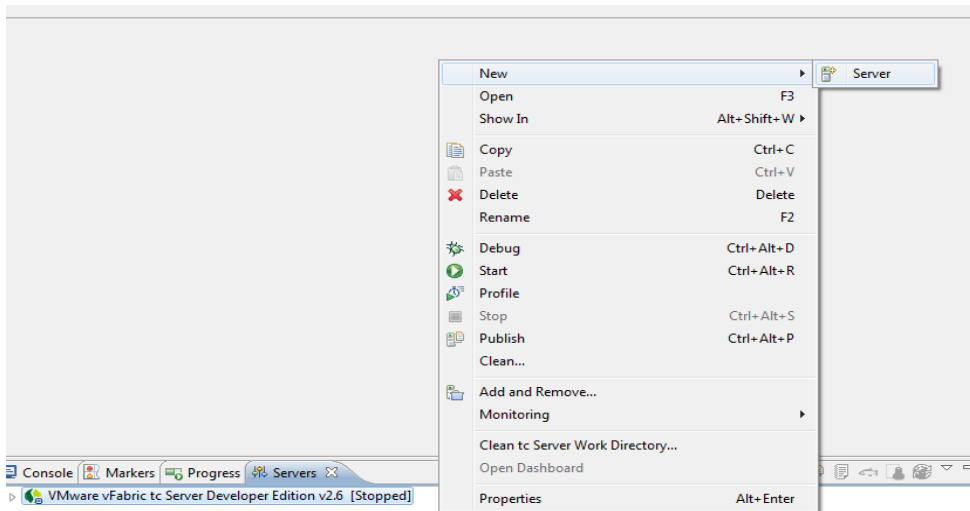 New Server
Open F3
Show In Alt+Shift+W
Copy Ctrl+C
Paste Ctrl+V
Delete Delete
Rename F2
Debug Ctrl+Alt+D
Start Ctrl+Alt+R
Profile
Stop Ctrl+Alt+S
Publish Ctrl+Alt+P
Clean...
Add and Remove...
Monitoring
Clean tc Server Work Directory...
Open Dashboard
Properties Alt+Enter
Console Markers Progress Servers
VMware vFabric tc Server Developer Edition v2.6 [Stopped]